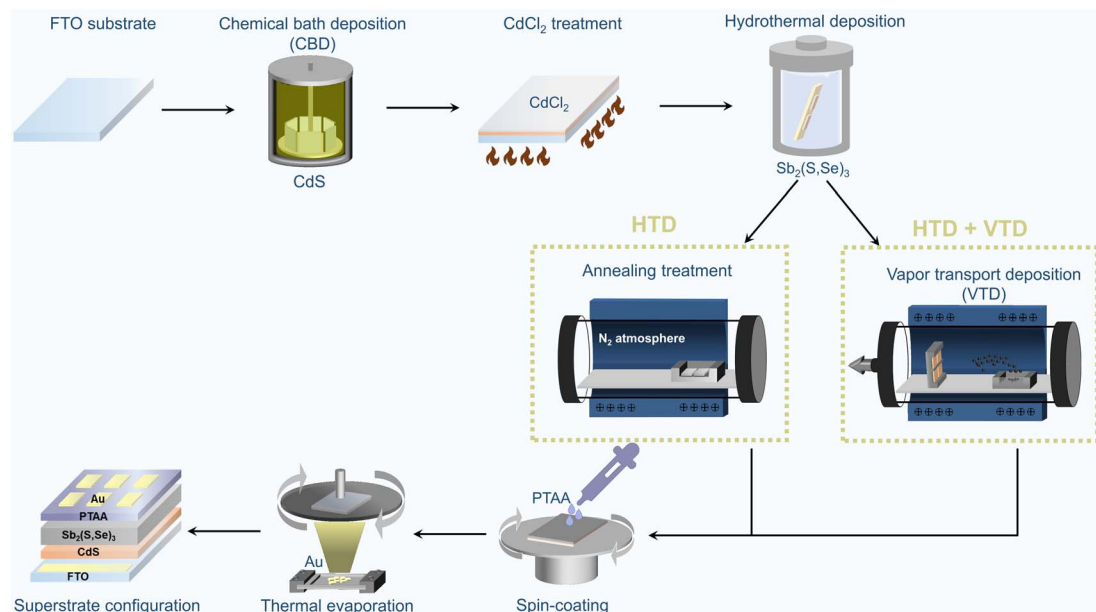 FTO substrate
Chemical bath deposition
(CBD)
CdCl₂ treatment
Hydrothermal deposition
CdCl₂
CdS
Sb₂(S,Se)₃
HTD
HTD + VTD
Annealing treatment
Vapor transport deposition
(VTD)
N₂ atmosphere
PTAA
Au
PTAA
Sb₂(S,Se)₃
CdS
FTO
Au
Superstrate configuration
Thermal evaporation
Spin-coating